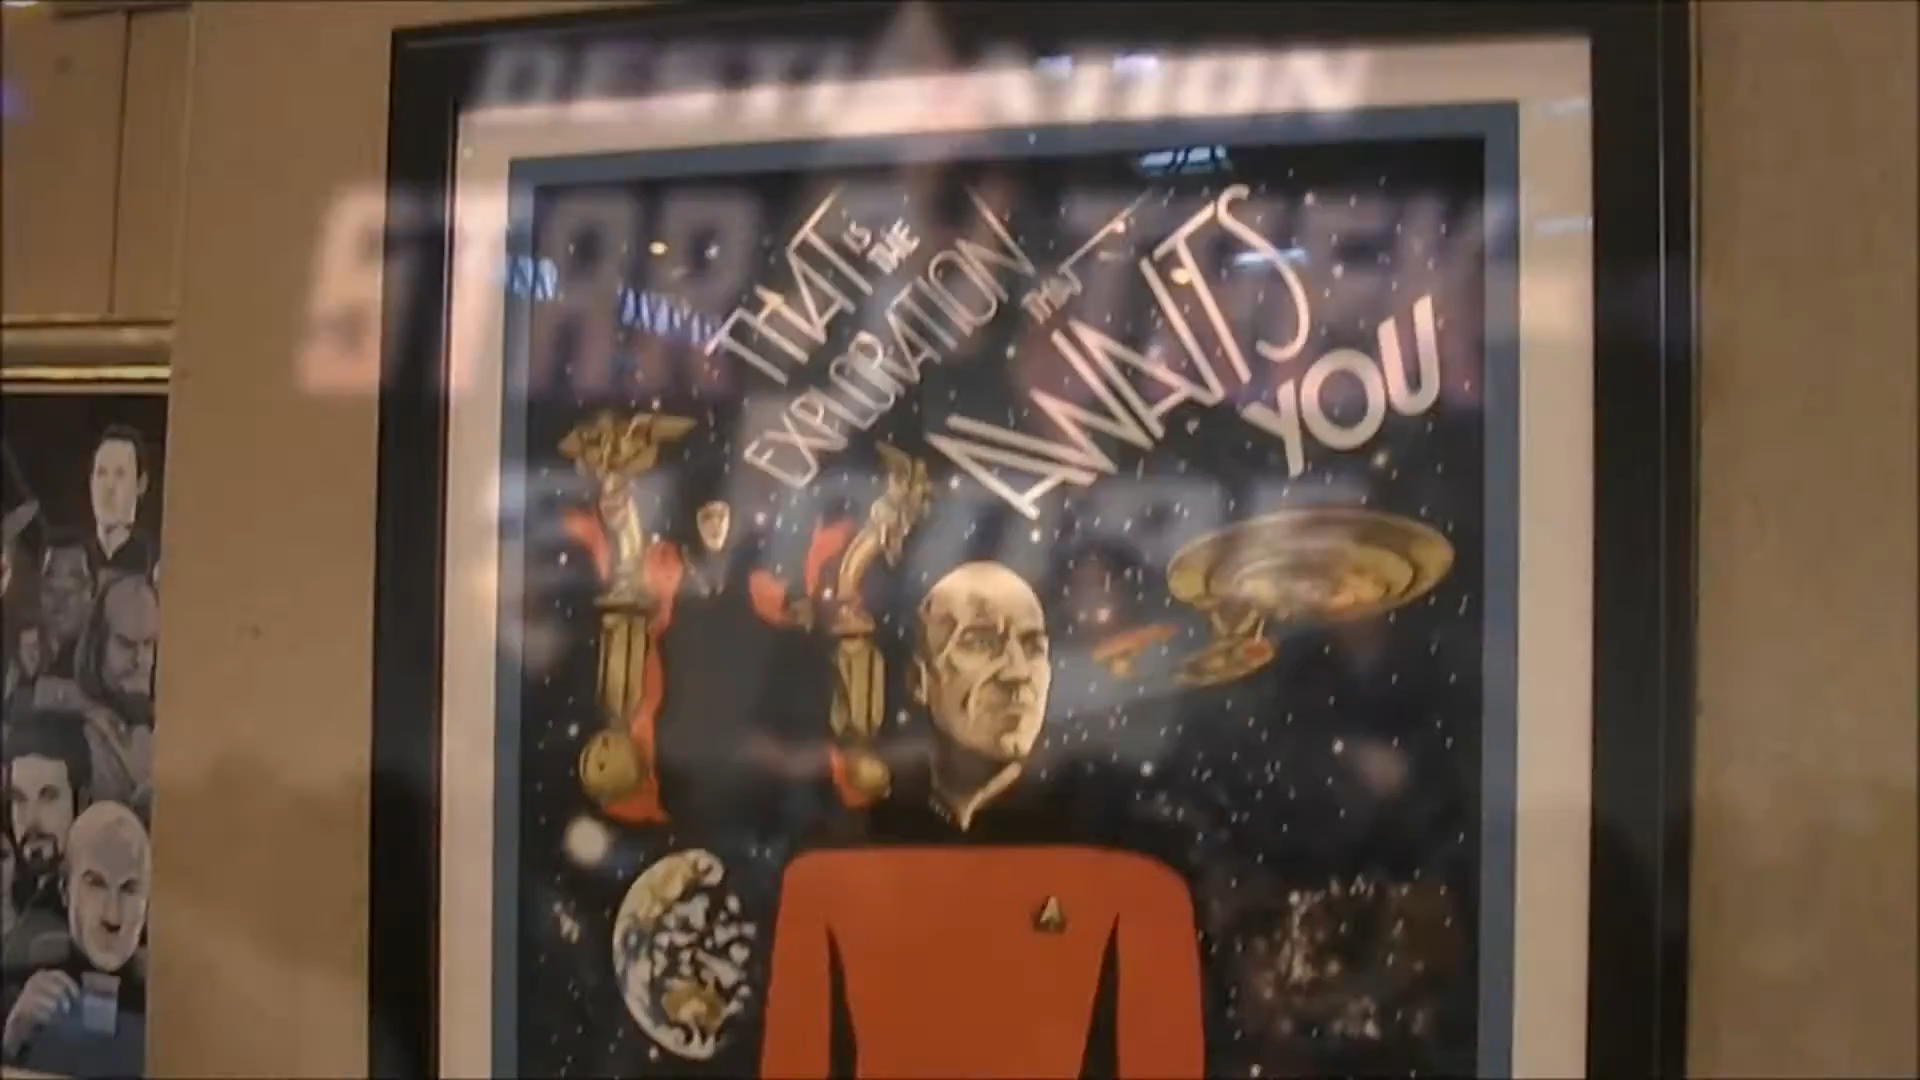 DESTINATION
STAR TREK
THAT IS THE
EXPLORATION THAT
AWAITS
YOU